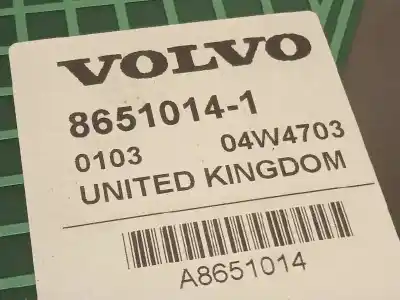 VOLVO
8651014-1
0103 04W4703
UNITED KINGDOM
A8651014